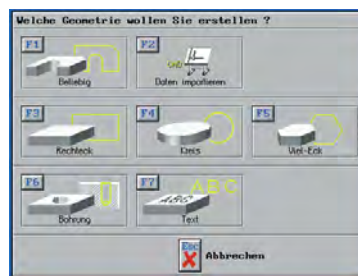 Welche Geometrie wollen Sie erstellen ?
F1 F2
Beliebig Daten importieren
F3 F4 F5
Rechteck Kreis Viel-Eck
F6 F7
ABC
ABC
Bohrung Text
Esc
Abbrechen